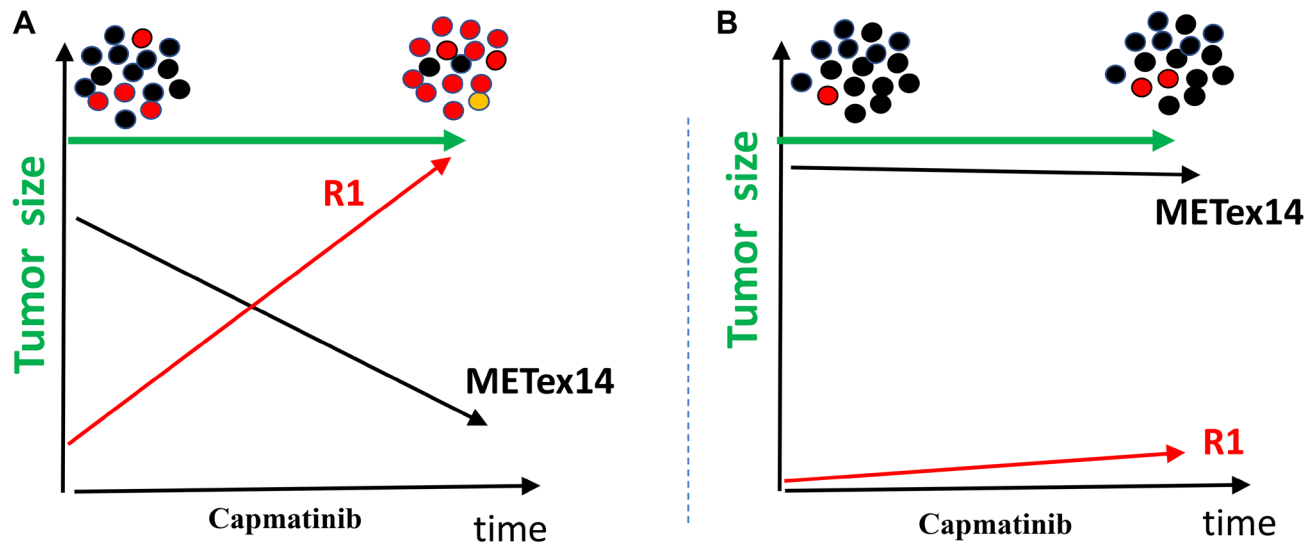 A
Tumor size
R1
METex14
Capmatinib
time
B
Tumor size
METex14
R1
Capmatinib
time